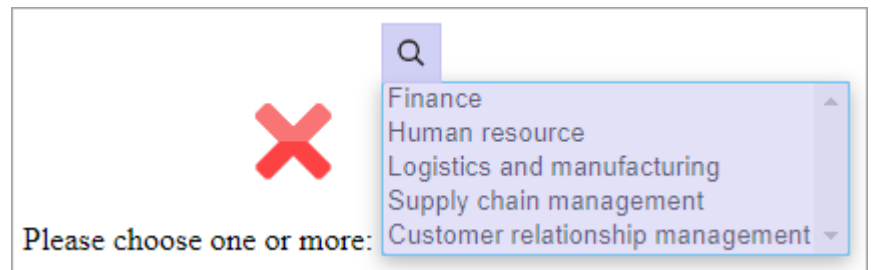 Finance
Human resource
Logistics and manufacturing
Supply chain management
Please choose one or more: Customer relationship management